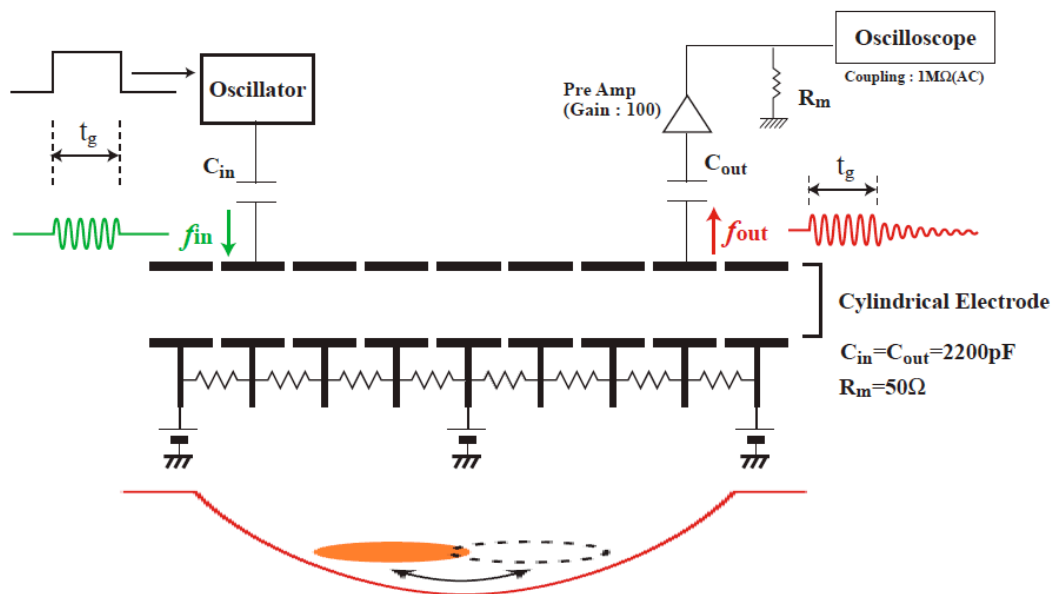 Oscillator
t_g
C_in
f_in
Pre Amp
(Gain : 100)
C_out
R_m
Oscilloscope
Coupling : 1MΩ(AC)
t_g
f_out
Cylindrical Electrode
C_in=C_out=2200pF
R_m=50Ω